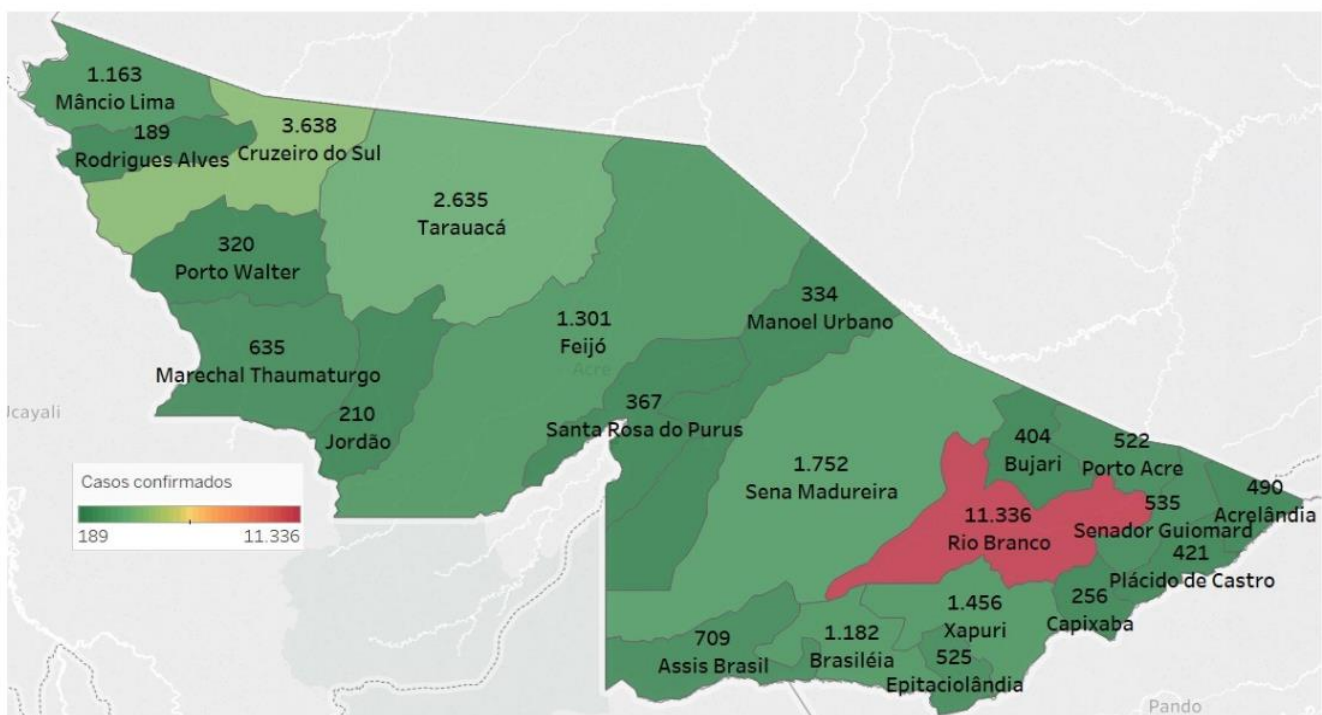 1.163
Mâncio Lima
189
Rodrigues Alves
3.638
Cruzeiro do Sul
2.635
Tarauacá
320
Porto Walter
334
Manoel Urbano
1.301
Feijó
Acre
635
Marechal Thaumaturgo
367
Santa Rosa do Purus
210
Jordão
Ucayali
404
Bujari
522
Porto Acre
1.752
Sena Madureira
490
Acrelândia
535
Senador Guiomard
11.336
Rio Branco
421
Plácido de Castro
256
Capixaba
1.456
Xapuri
709
Assis Brasil
1.182
Brasiléia
525
Epitaciolândia
Pando
Casos confirmados
189 11.336